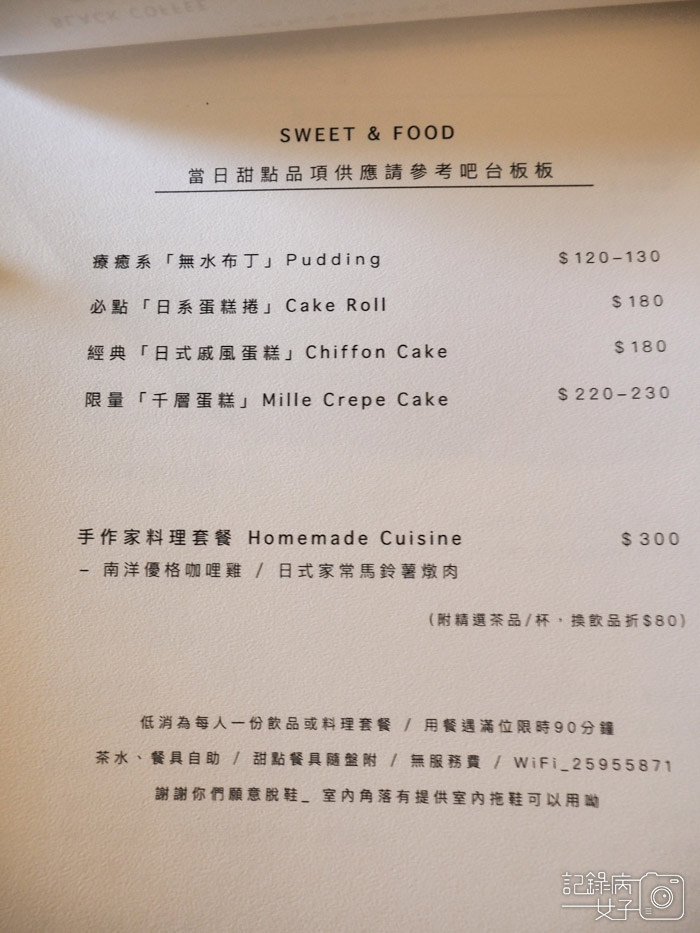 BLACK COFFEE
SWEET & FOOD
當日甜點品項供應請參考吧台板板
療癒系「無水布丁」Pudding $120–130
必點「日系蛋糕捲」Cake Roll $180
經典「日式戚風蛋糕」Chiffon Cake $180
限量「千層蛋糕」Mille Crepe Cake $220–230
手作家料理套餐 Homemade Cuisine $300
– 南洋優格咖哩雞 / 日式家常馬鈴薯燉肉
(附精選茶品/杯，換飲品折$80)
低消為每人一份飲品或料理套餐 / 用餐遇滿位限時90分鐘
茶水、餐具自助 / 甜點餐具隨盤附 / 無服務費 / WiFi_25955871
謝謝你們願意脫鞋_ 室內角落有提供室內拖鞋可以用呦
記錄病
女子